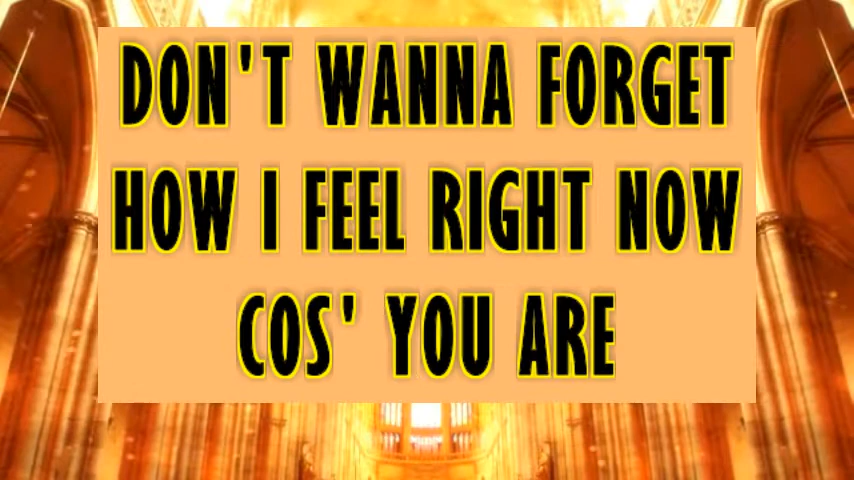 DON'T WANNA FORGET
HOW I FEEL RIGHT NOW
COS' YOU ARE